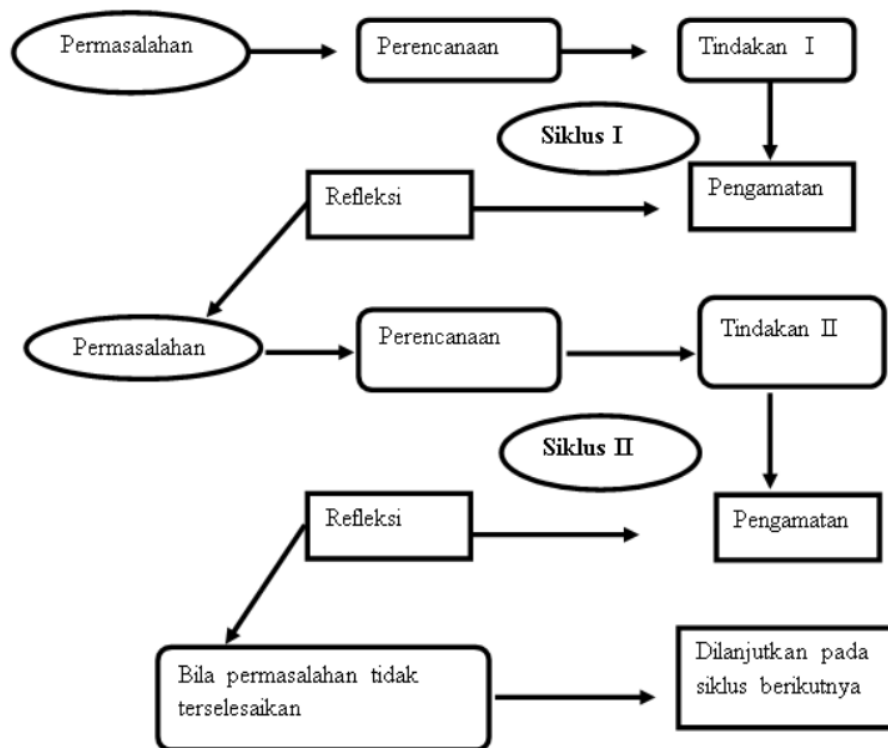 Permasalahan
Perencanaan
Tindakan I
Siklus I
Refleksi
Pengamatan
Permasalahan
Perencanaan
Tindakan II
Siklus II
Refleksi
Pengamatan
Bila permasalahan tidak
terselesaikan
Dilanjutkan pada
siklus berikutnya